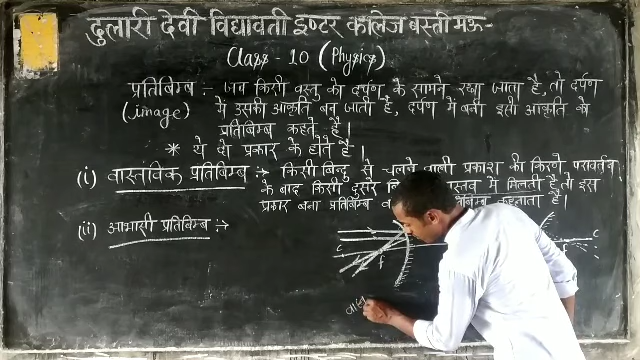 दुलारी देवी विद्यावती इण्टर कालेज बस्ती मऊ-
Class - 10 (Physics)
प्रतिबिम्ब :- जब किसी वस्तु को दर्पण के सामने रखा जाता है, तो दर्पण
(image) में उसकी आकृति बन जाती है, दर्पण में बनी इसी आकृति को
प्रतिबिम्ब कहते हैं।
* ये दो प्रकार के होते हैं।
(i) वास्तविक प्रतिबिम्ब :→ किसी बिन्दु से चलने वाली प्रकाश की किरणें परावर्तन
के बाद किसी दूसरे मिलती है, तो इस
प्रकार बना प्रतिबिम्ब कहलाता है।
(ii) आभासी प्रतिबिम्ब :→
C F
C
वास्